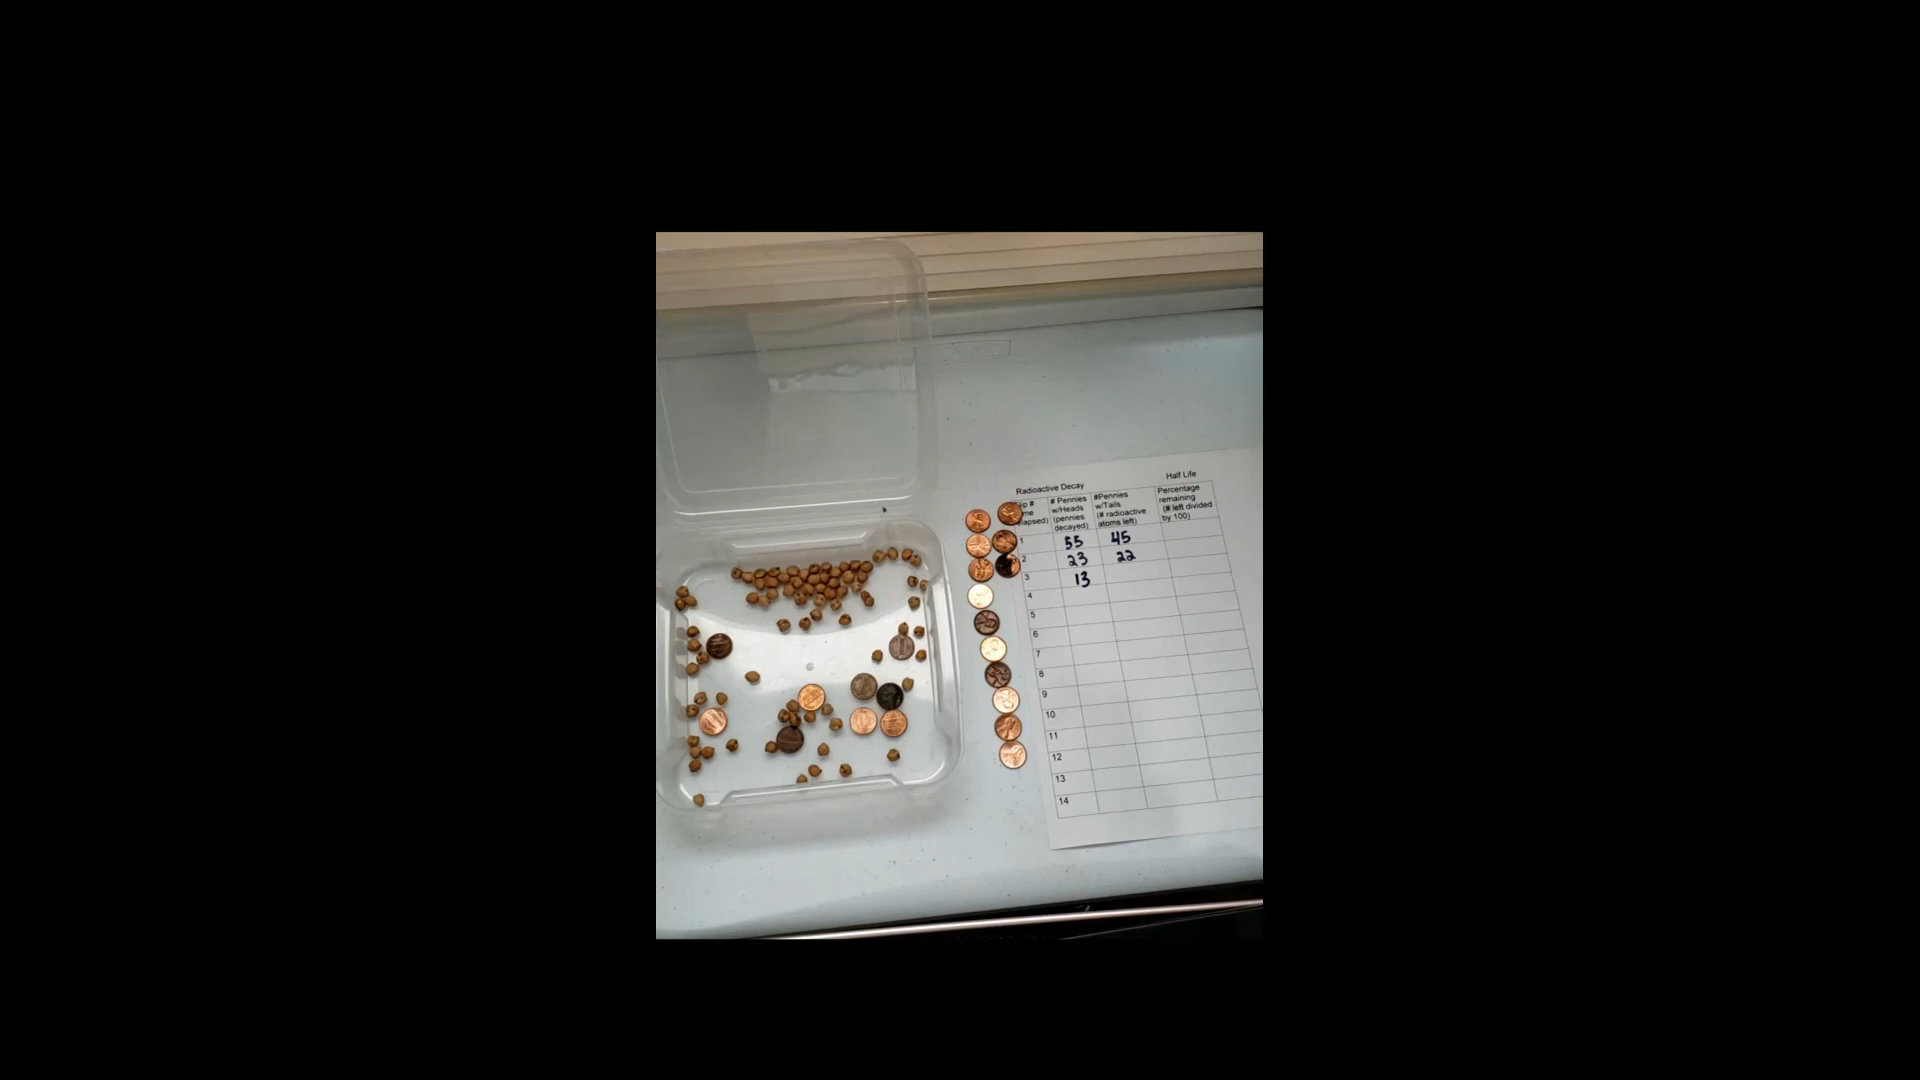 Half Life
Radioactive Decay
# Pennies w/Heads (pennies decayed)
#Pennies w/Tails (# radioactive atoms left)
Percentage remaining (# left divided by 100)
1 55 45
2 23 22
3 13
4
5
6
7
8
9
10
11
12
13
14